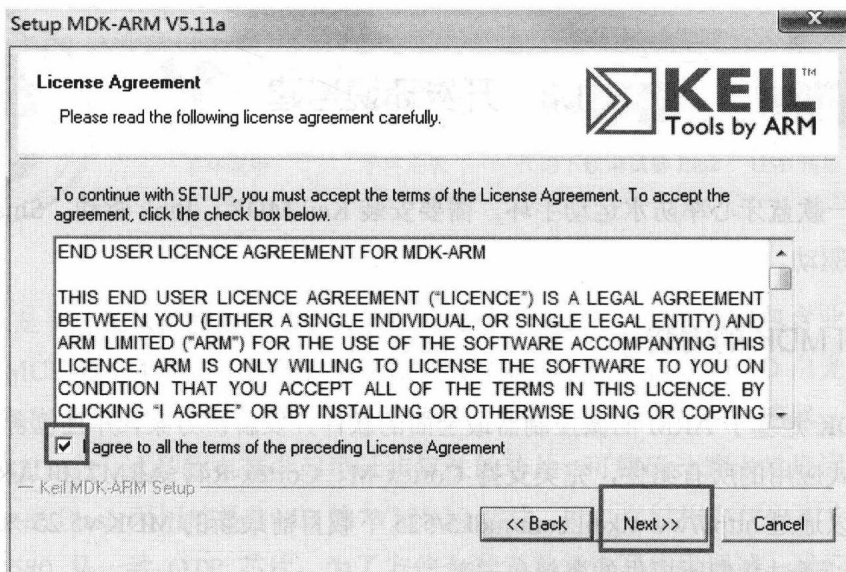 Setup MDK-ARM V5.11a
License Agreement
Please read the following license agreement carefully.
KEIL™
Tools by ARM
To continue with SETUP, you must accept the terms of the License Agreement. To accept the
agreement, click the check box below.
END USER LICENCE AGREEMENT FOR MDK-ARM
THIS END USER LICENCE AGREEMENT ("LICENCE") IS A LEGAL AGREEMENT
BETWEEN YOU (EITHER A SINGLE INDIVIDUAL, OR SINGLE LEGAL ENTITY) AND
ARM LIMITED ("ARM") FOR THE USE OF THE SOFTWARE ACCOMPANYING THIS
LICENCE. ARM IS ONLY WILLING TO LICENSE THE SOFTWARE TO YOU ON
CONDITION THAT YOU ACCEPT ALL OF THE TERMS IN THIS LICENCE. BY
CLICKING "I AGREE" OR BY INSTALLING OR OTHERWISE USING OR COPYING
I agree to all the terms of the preceding License Agreement
Keil MDK-ARM Setup
<< Back
Next >>
Cancel